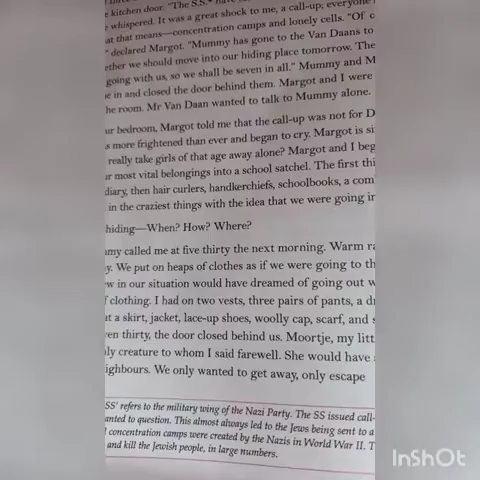 kitchen door. "The S.S.*
whispered. It was a great shock to me, a call-up; everyone
at that means—concentration camps and lonely cells. "Of c
" declared Margot. "Mummy has gone to the Van Daans to
ether we should move into our hiding place tomorrow. The
going with us, so we shall be seven in all." Mummy and M
e in and closed the door behind them. Margot and I were
he room. Mr Van Daan wanted to talk to Mummy alone.
ur bedroom, Margot told me that the call-up was not for D
s more frightened than ever and began to cry. Margot is si
really take girls of that age away alone? Margot and I beg
r most vital belongings into a school satchel. The first thi
diary, then hair curlers, handkerchiefs, schoolbooks, a com
in the craziest things with the idea that we were going in
hiding—When? How? Where?
my called me at five thirty the next morning. Warm ra
y. We put on heaps of clothes as if we were going to th
w in our situation would have dreamed of going out w
f clothing. I had on two vests, three pairs of pants, a dr
at a skirt, jacket, lace-up shoes, woolly cap, scarf, and s
en thirty, the door closed behind us. Moortje, my litt
ly creature to whom I said farewell. She would have
ighbours. We only wanted to get away, only escape
SS' refers to the military wing of the Nazi Party. The SS issued call-
anted to question. This almost always led to the Jews being sent to a
concentration camps were created by the Nazis in World War II. T
and kill the Jewish people, in large numbers.
InShOt